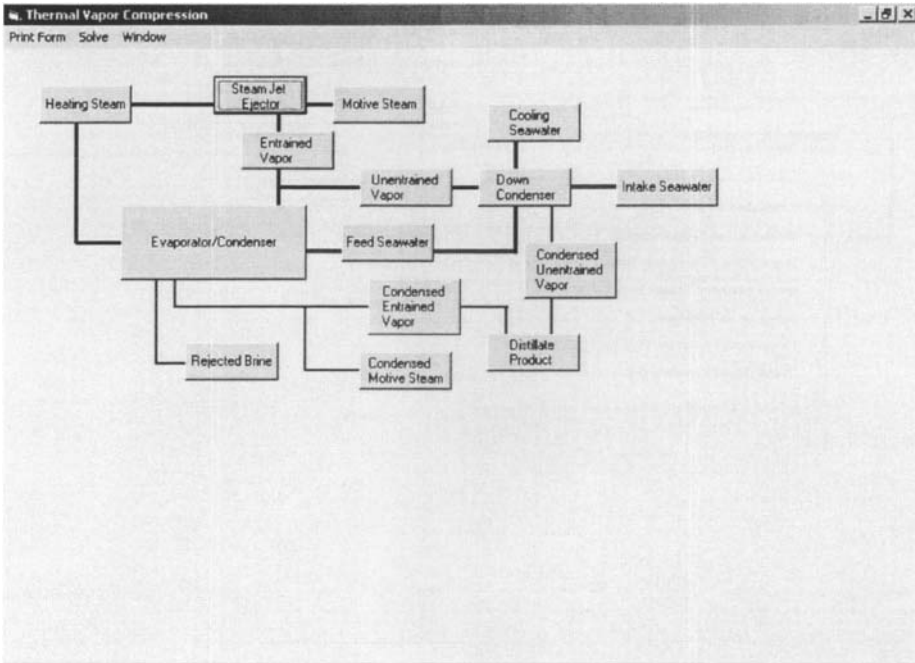 Thermal Vapor Compression
Print Form Solve Window
Heating Steam
Steam Jet
Ejector
Motive Steam
Cooling
Seawater
Entrained
Vapor
Unentrained
Vapor
Down
Condenser
Intake Seawater
Evaporator/Condenser
Feed Seawater
Condensed
Unentrained
Vapor
Condensed
Entrained
Vapor
Distillate
Product
Rejected Brine
Condensed
Motive Steam